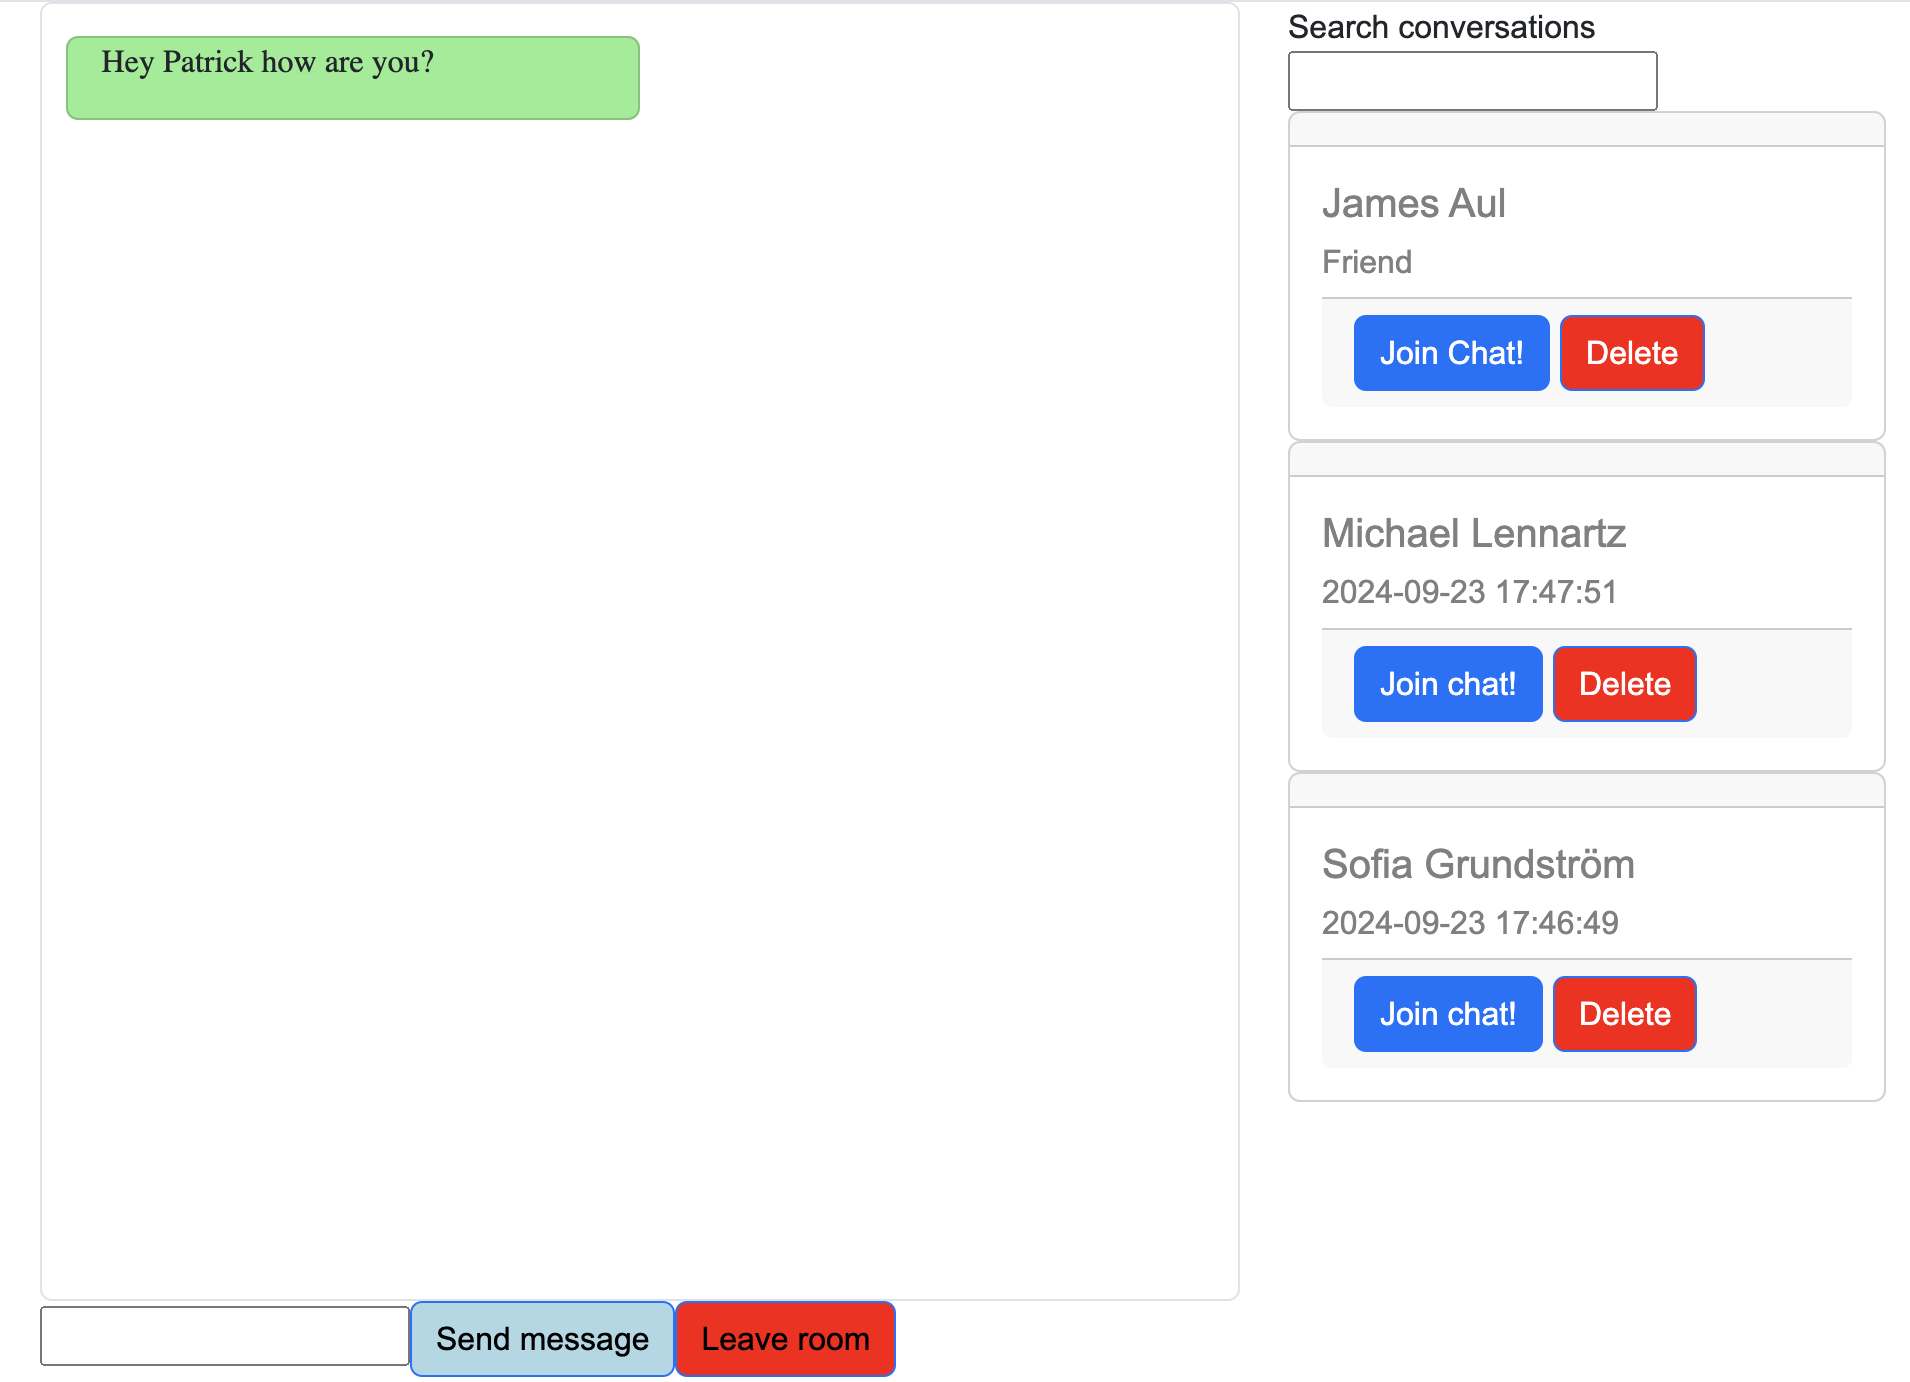 Hey Patrick how are you?
Send message
Leave room
Search conversations
James Aul
Friend
Join Chat! Delete
Michael Lennartz
2024-09-23 17:47:51
Join chat! Delete
Sofia Grundström
2024-09-23 17:46:49
Join chat! Delete